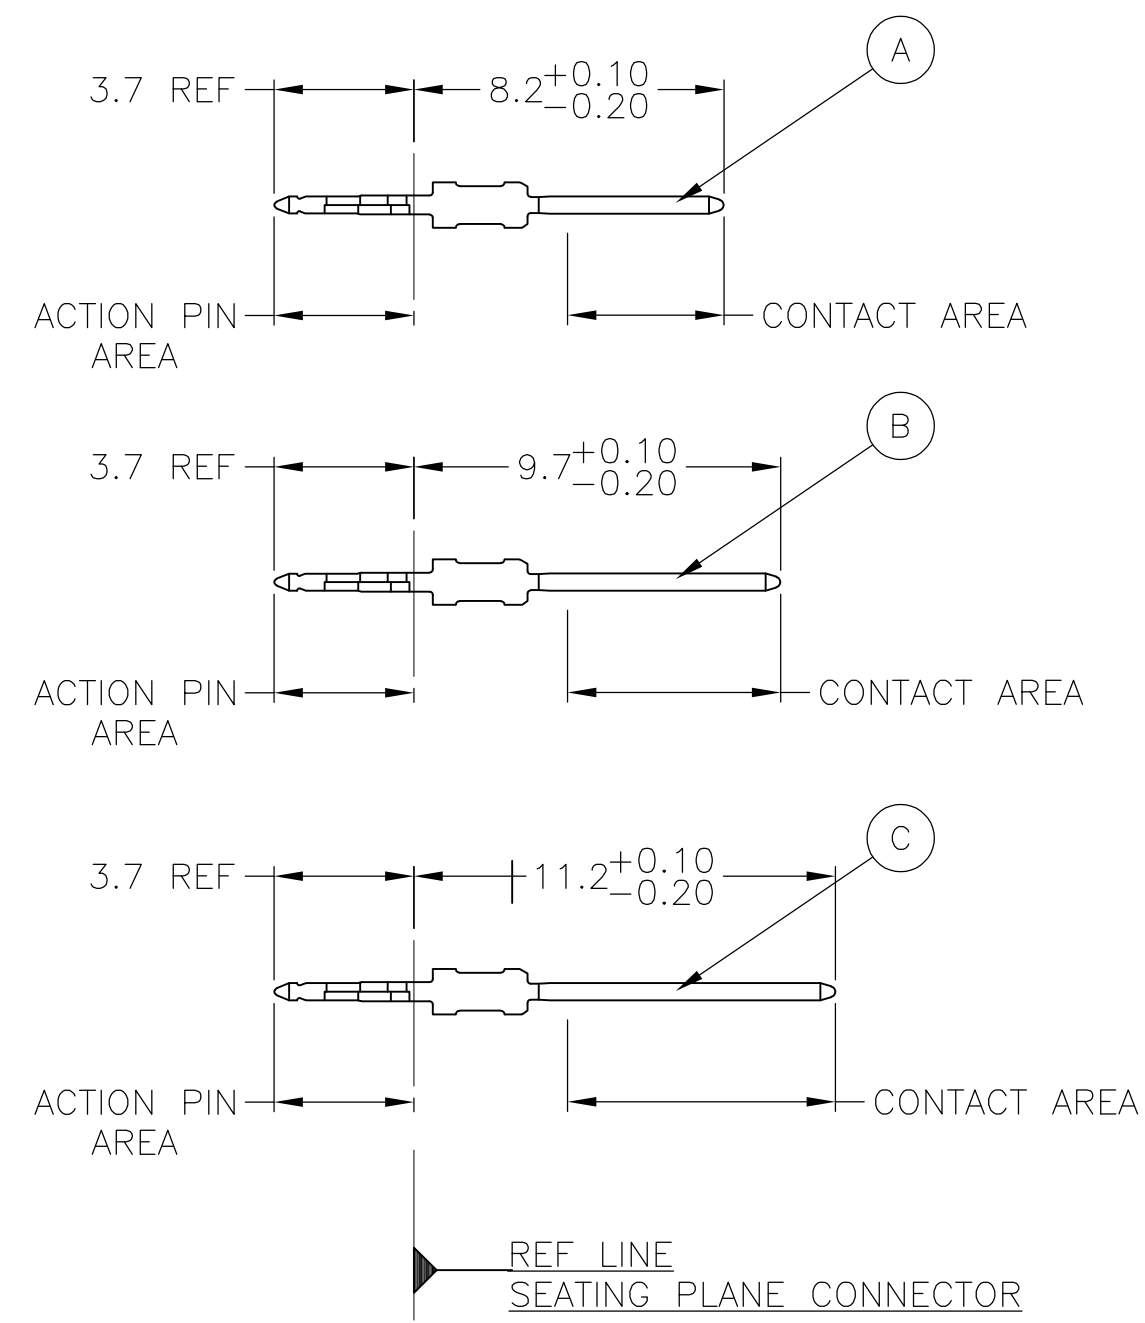 A
3.7 REF
8.2 +0.10
-0.20
ACTION PIN
AREA
CONTACT AREA
B
3.7 REF
9.7 +0.10
-0.20
ACTION PIN
AREA
CONTACT AREA
C
3.7 REF
11.2 +0.10
-0.20
ACTION PIN
AREA
CONTACT AREA
REF LINE
SEATING PLANE CONNECTOR